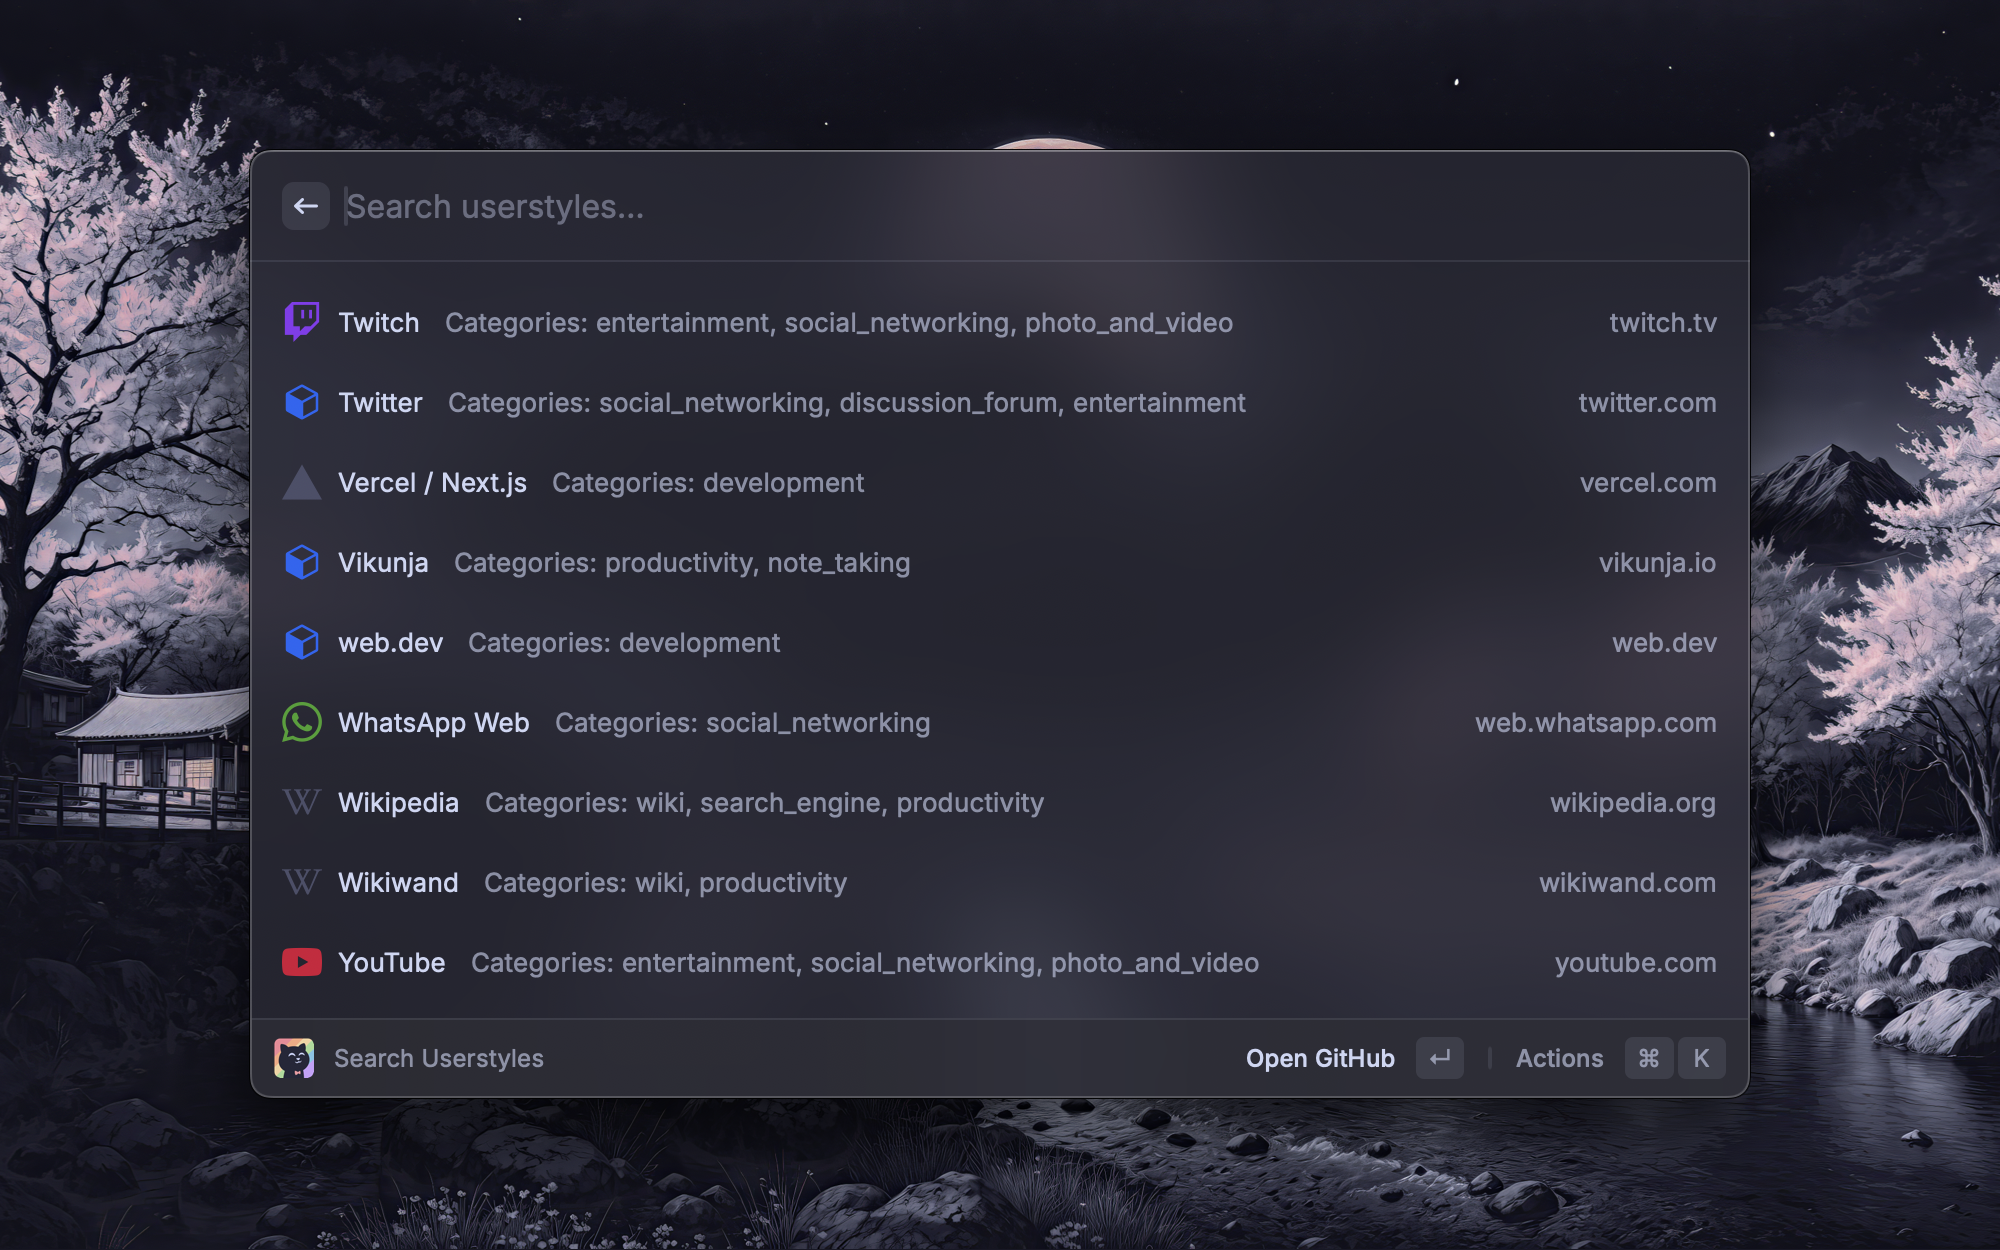 Search userstyles...
Twitch Categories: entertainment, social_networking, photo_and_video twitch.tv
Twitter Categories: social_networking, discussion_forum, entertainment twitter.com
Vercel / Next.js Categories: development vercel.com
Vikunja Categories: productivity, note_taking vikunja.io
web.dev Categories: development web.dev
WhatsApp Web Categories: social_networking web.whatsapp.com
Wikipedia Categories: wiki, search_engine, productivity wikipedia.org
Wikiwand Categories: wiki, productivity wikiwand.com
YouTube Categories: entertainment, social_networking, photo_and_video youtube.com
Search Userstyles Open GitHub ↵ Actions ⌘ K